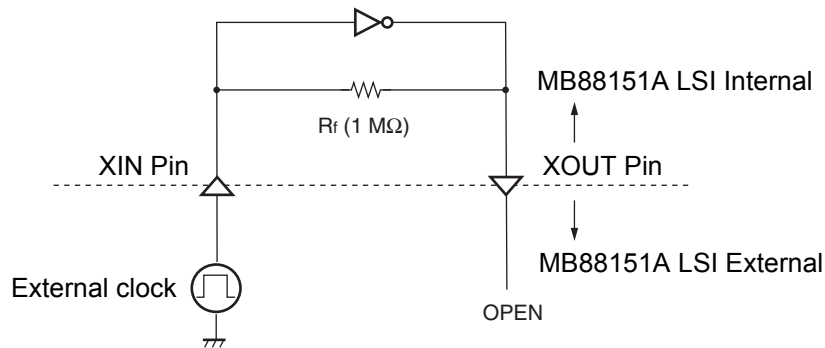 MB88151A LSI Internal
Rf (1 MΩ)
XIN Pin
XOUT Pin
MB88151A LSI External
External clock
OPEN